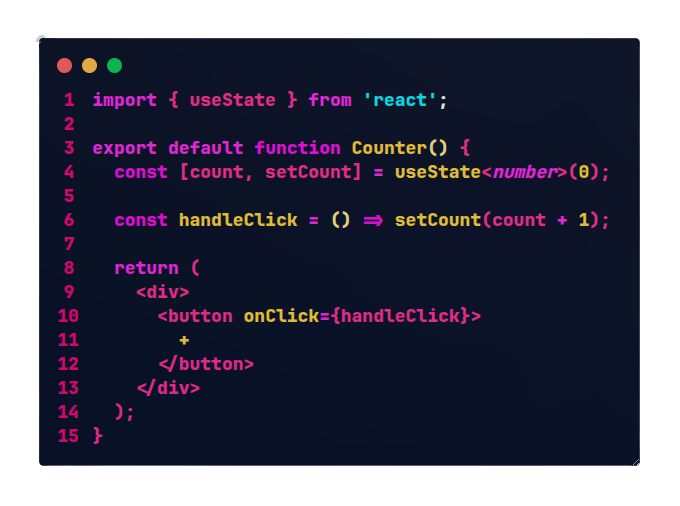 1 import { useState } from 'react';
2
3 export default function Counter() {
4   const [count, setCount] = useState<number>(0);
5
6   const handleClick = () => setCount(count + 1);
7
8   return (
9     <div>
10       <button onClick={handleClick}>
11         +
12       </button>
13     </div>
14   );
15 }